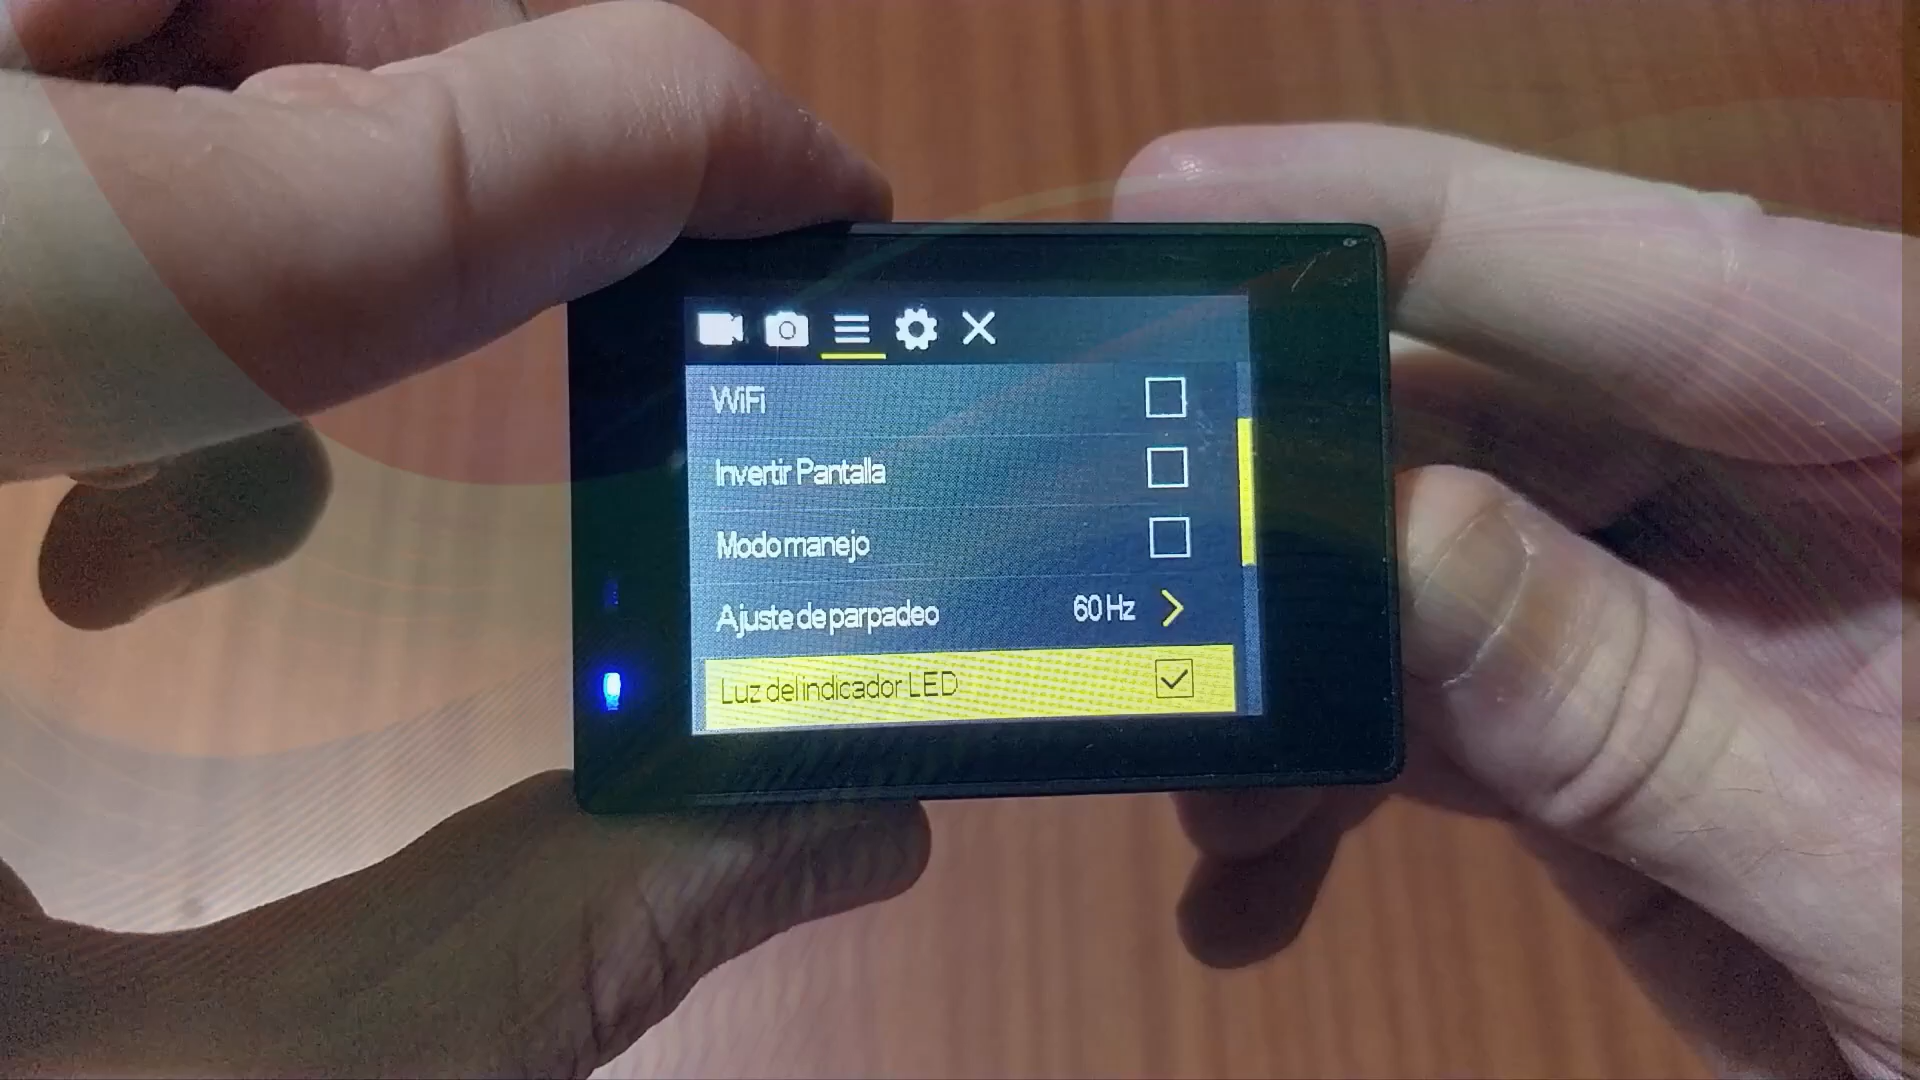 WiFi
Invertir Pantalla
Modo manejo
Ajuste de parpadeo 60 Hz
Luz del indicador LED